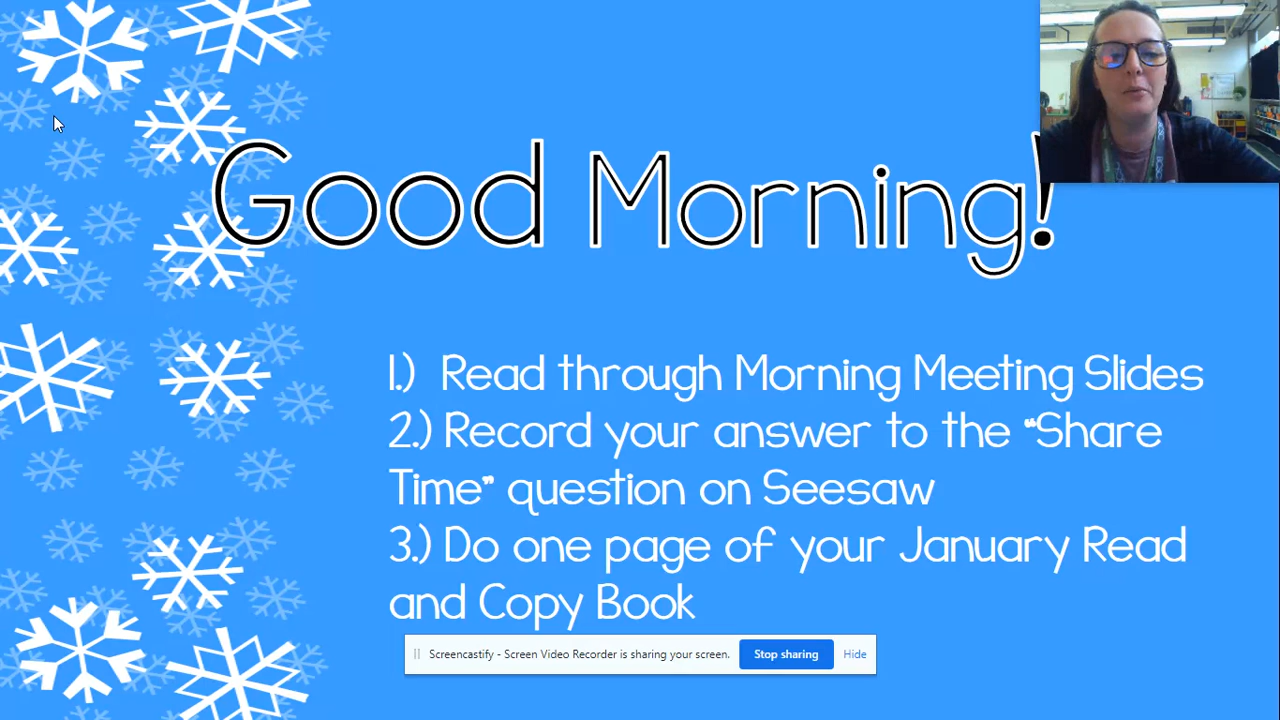 Good Morning!
1.) Read through Morning Meeting Slides
2.) Record your answer to the "Share
Time" question on Seesaw
3.) Do one page of your January Read
and Copy Book
Screencastify - Screen Video Recorder is sharing your screen. Stop sharing Hide